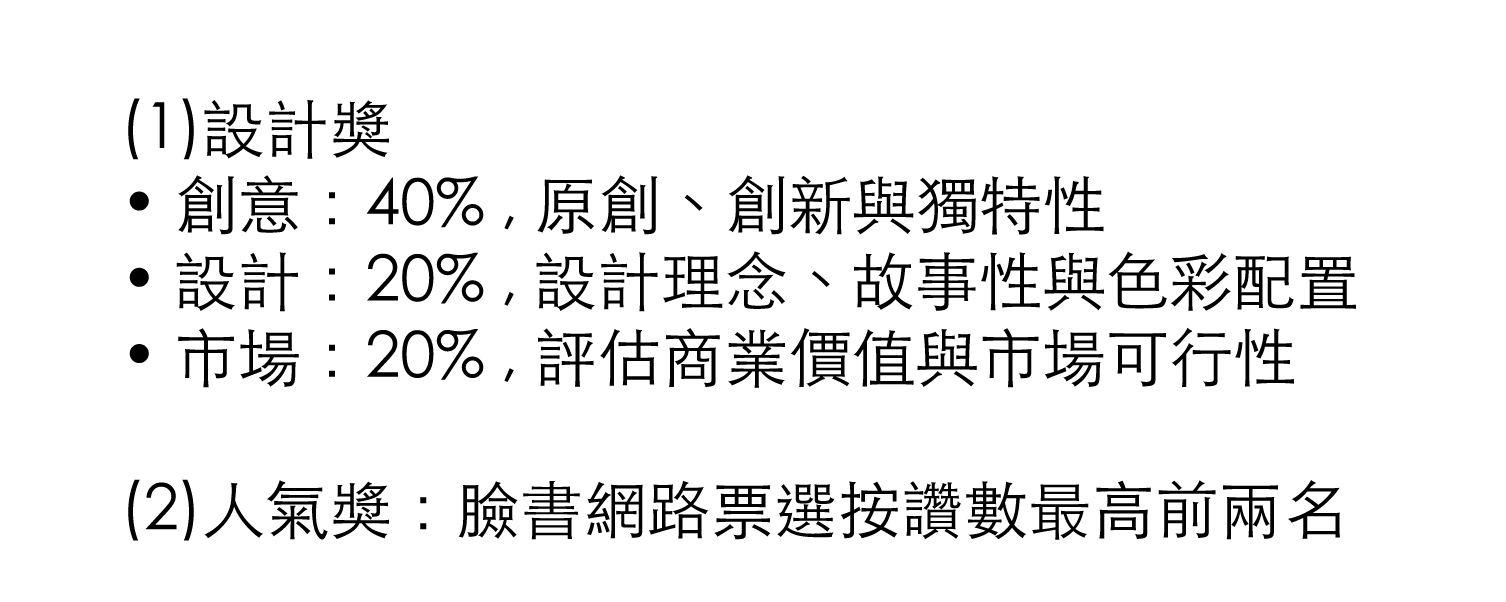 (1)設計獎
• 創意：40% , 原創、創新與獨特性
• 設計：20% , 設計理念、故事性與色彩配置
• 市場：20% , 評估商業價值與市場可行性
(2)人氣獎：臉書網路票選按讚數最高前兩名